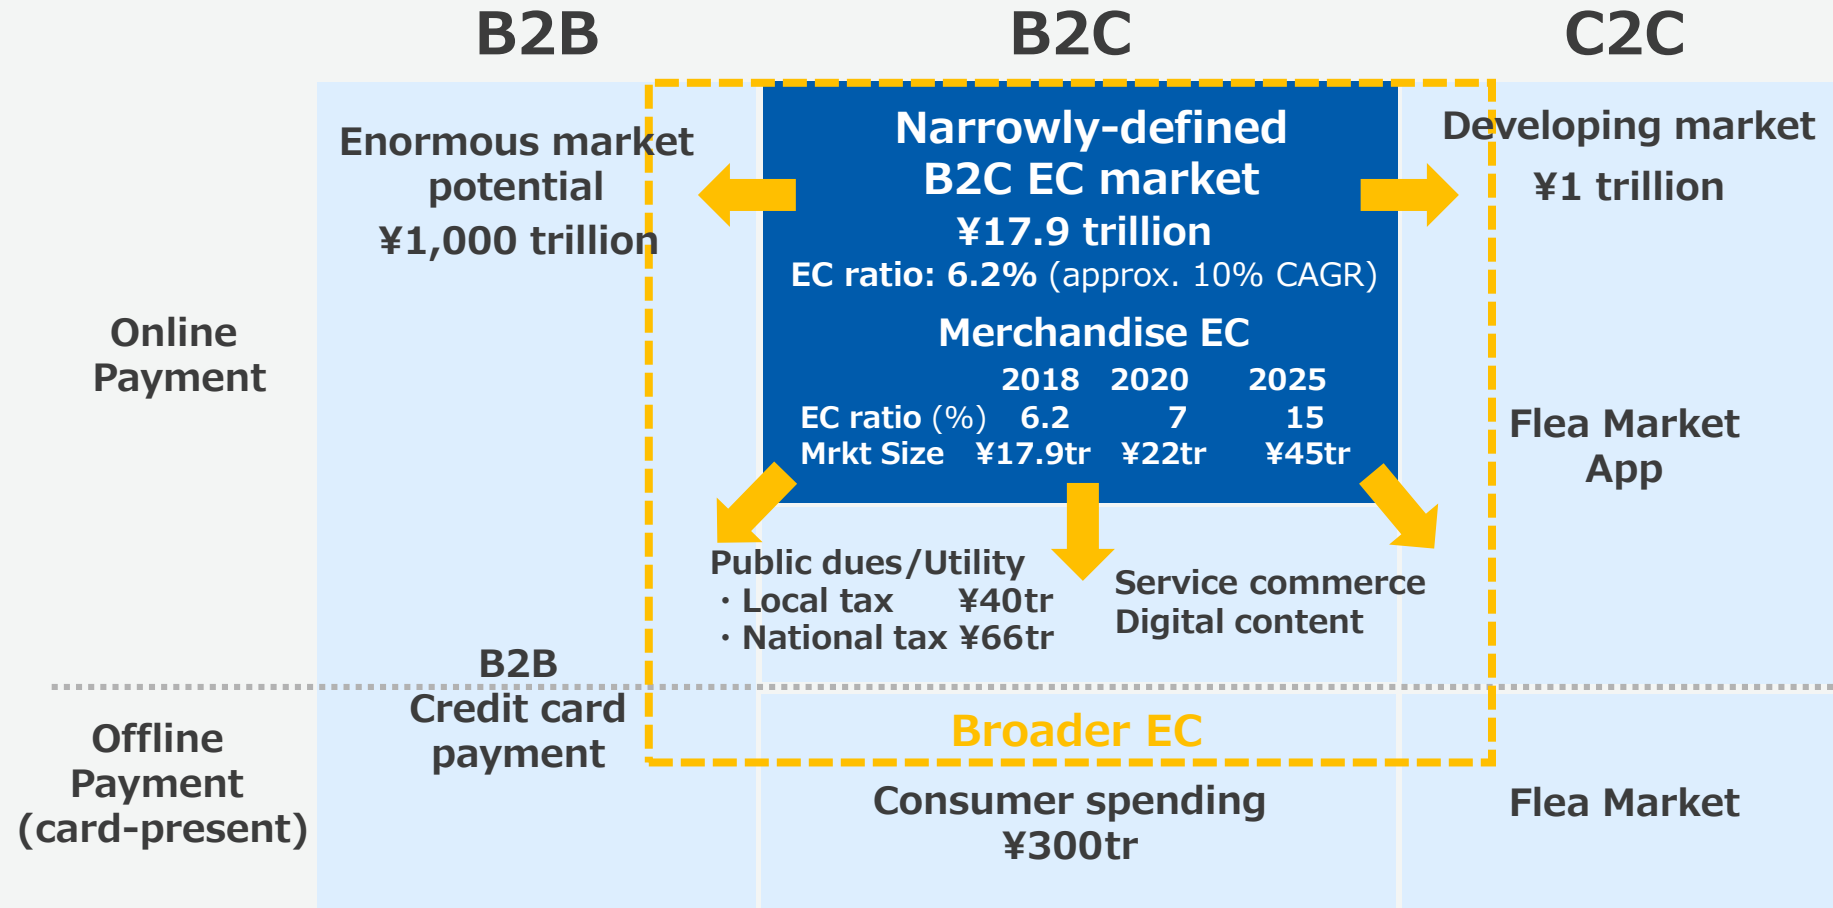 B2B
B2C
C2C
Online
Payment
Enormous market
potential
¥1,000 trillion
Narrowly-defined
B2C EC market
¥17.9 trillion
EC ratio: 6.2% (approx. 10% CAGR)
Merchandise EC
2018 2020 2025
EC ratio (%) 6.2 7 15
Mrkt Size ¥17.9tr ¥22tr ¥45tr
Developing market
¥1 trillion
Flea Market
App
Public dues/Utility
・Local tax ¥40tr
・National tax ¥66tr
Service commerce
Digital content
B2B
Credit card
payment
Offline
Payment
(card-present)
Broader EC
Consumer spending
¥300tr
Flea Market